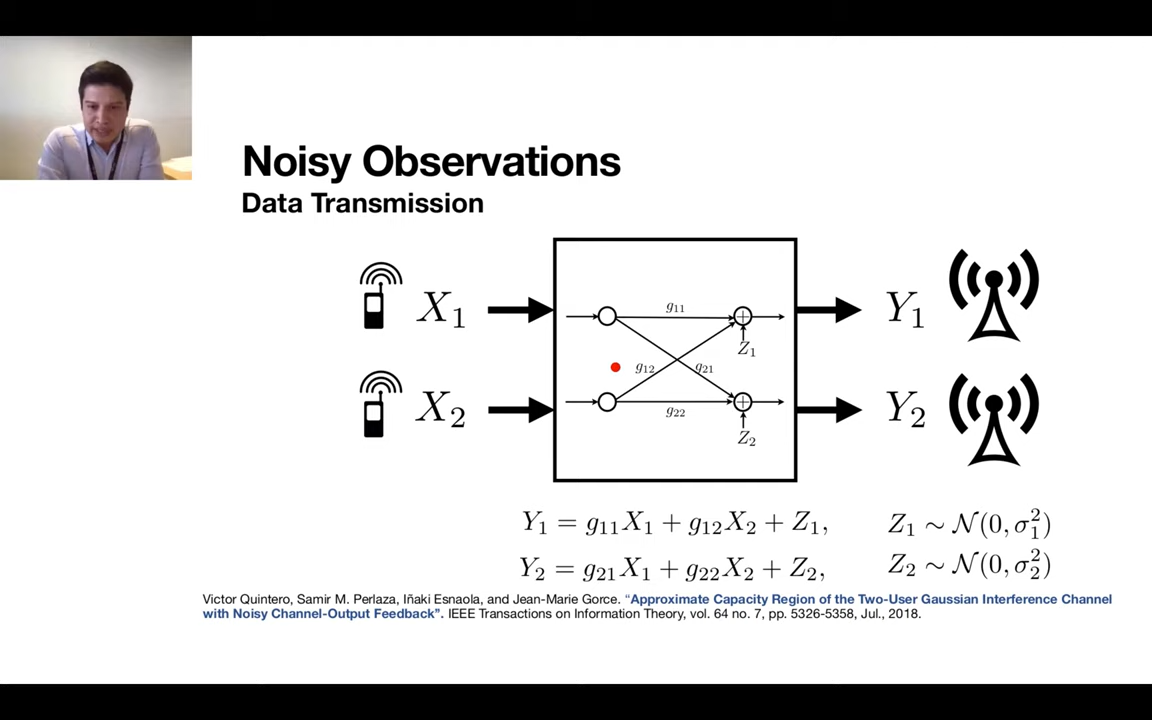 Noisy Observations
Data Transmission
X₁
g₁₁
Z₁
Y₁
g₁₂
g₂₁
X₂
g₂₂
Z₂
Y₂
Y₁ = g₁₁X₁ + g₁₂X₂ + Z₁,
Z₁ ∼ 𝒩(0, σ₁²)
Y₂ = g₂₁X₁ + g₂₂X₂ + Z₂,
Z₂ ∼ 𝒩(0, σ₂²)
Victor Quintero, Samir M. Perlaza, Iñaki Esnaola, and Jean-Marie Gorce. “Approximate Capacity Region of the Two-User Gaussian Interference Channel
with Noisy Channel-Output Feedback”. IEEE Transactions on Information Theory, vol. 64 no. 7, pp. 5326-5358, Jul., 2018.